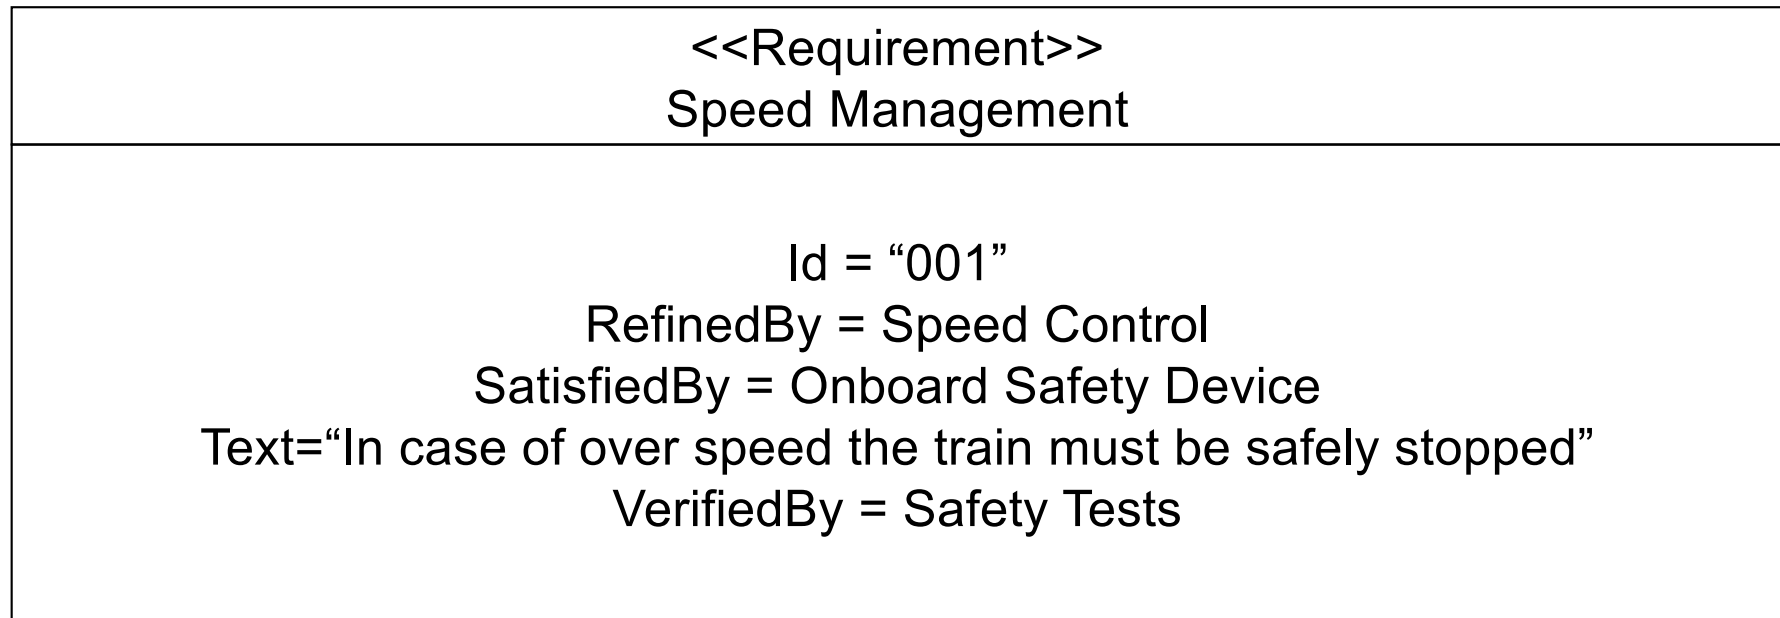 <<Requirement>>
Speed Management
Id = “001”
RefinedBy = Speed Control
SatisfiedBy = Onboard Safety Device
Text=“In case of over speed the train must be safely stopped”
VerifiedBy = Safety Tests